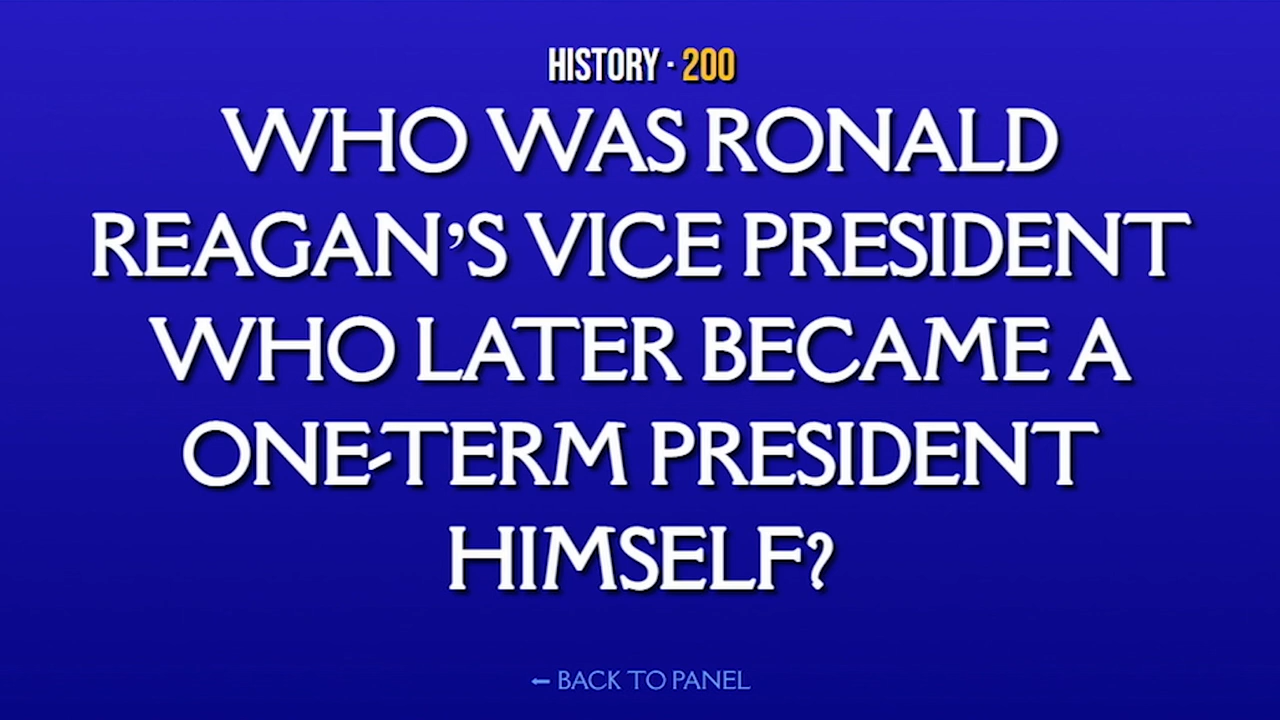 HISTORY · 200
WHO WAS RONALD
REAGAN’S VICE PRESIDENT
WHO LATER BECAME A
ONE-TERM PRESIDENT
HIMSELF?
← BACK TO PANEL